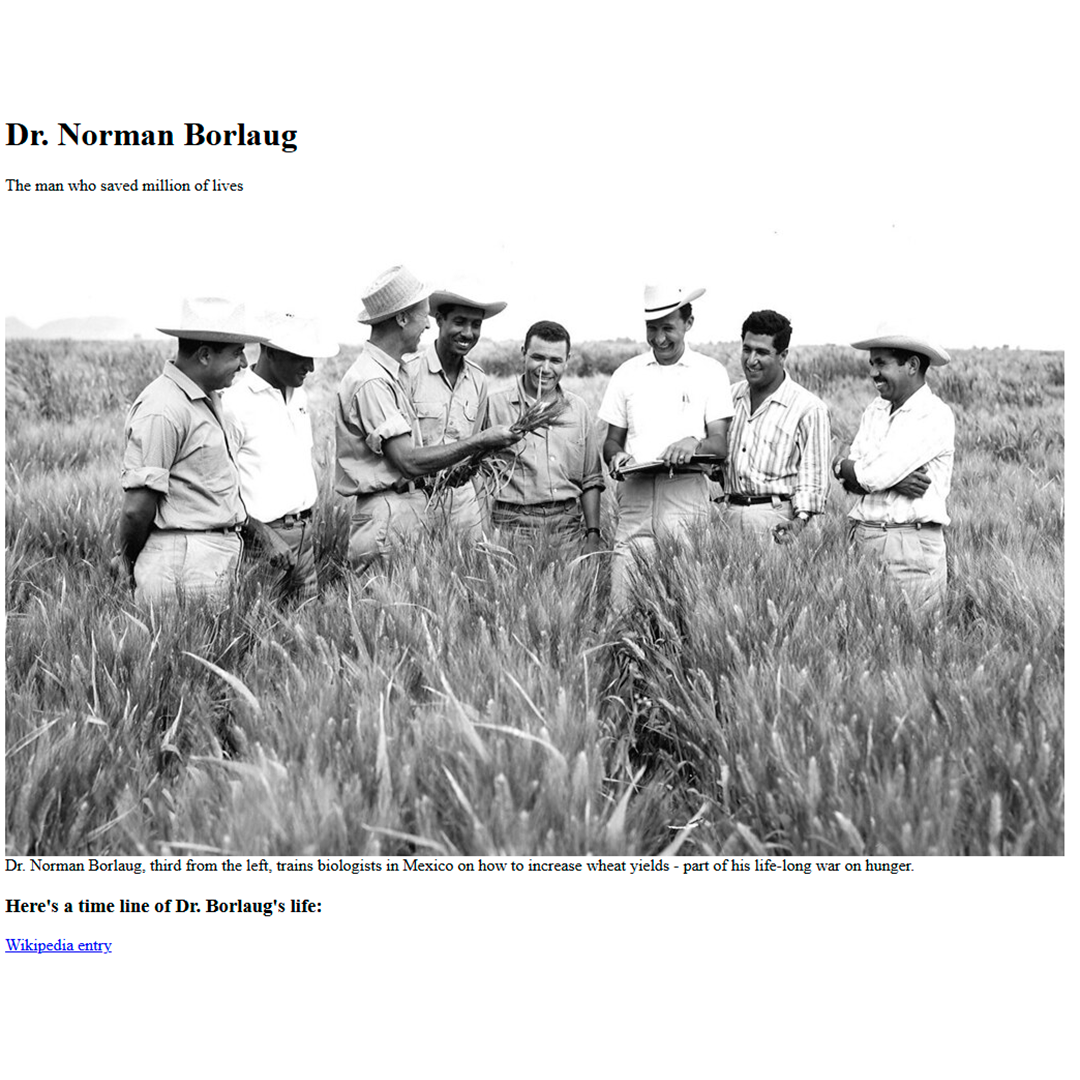 Dr. Norman Borlaug
The man who saved million of lives
Dr. Norman Borlaug, third from the left, trains biologists in Mexico on how to increase wheat yields - part of his life-long war on hunger.
Here's a time line of Dr. Borlaug's life:
Wikipedia entry